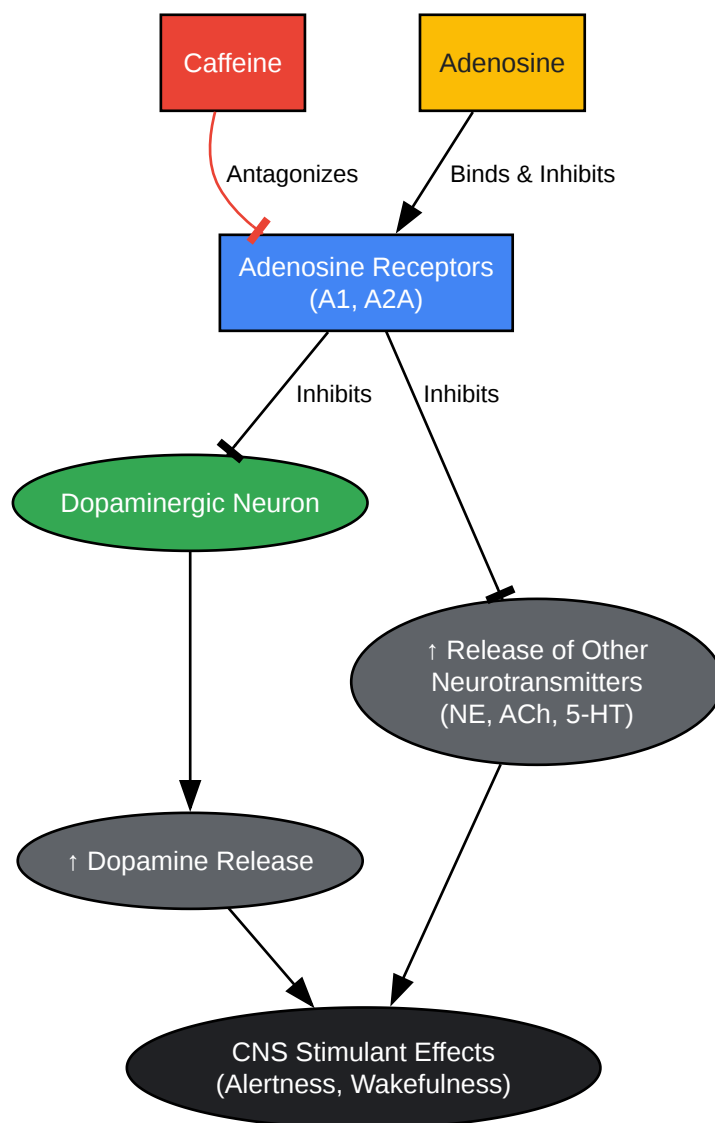 Caffeine
Adenosine
Antagonizes
Binds & Inhibits
Adenosine Receptors
(A1, A2A)
Inhibits
Inhibits
Dopaminergic Neuron
↑ Release of Other
Neurotransmitters
(NE, ACh, 5-HT)
↑ Dopamine Release
CNS Stimulant Effects
(Alertness, Wakefulness)